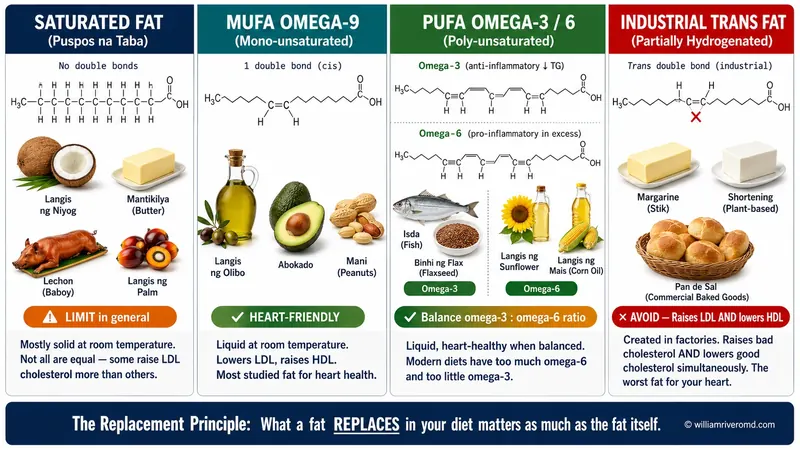 SATURATED FAT
(Puspos na Taba)
No double bonds
H H H H H H H H H
H₃C
H H H H H H H H H
C
O
OH
Langis
ng Niyog
Mantikilya
(Butter)
Lechon
(Baboy)
Langis ng
Palm
LIMIT in general
Mostly solid at room temperature.
Not all are equal — some raise LDL
cholesterol more than others.
MUFA OMEGA-9
(Mono-unsaturated)
1 double bond (cis)
H₃C
C=C
H H
O
OH
Langis
ng Olibo
Abokado
Mani
(Peanuts)
HEART-FRIENDLY
Liquid at room temperature.
Lowers LDL, raises HDL.
Most studied fat for heart health.
PUFA OMEGA-3 / 6
(Poly-unsaturated)
Omega-3 (anti-inflammatory ↓ TG)
H₃C
O
OH
Omega-6 (pro-inflammatory in excess)
H₃C
O
OH
Isda
(Fish)
Binhi ng Flax
(Flaxseed)
Omega-3
Langis ng
Sunflower
Langis ng
Mais (Corn Oil)
Omega-6
Balance omega-3 : omega-6 ratio
Liquid, heart-healthy when balanced.
Modern diets have too much omega-6
and too little omega-3.
INDUSTRIAL TRANS FAT
(Partially Hydrogenated)
Trans double bond (industrial)
H₃C
O
OH
Margarine
(Stik)
Shortening
(Plant-based)
Pan de Sal
(Commercial Baked Goods)
AVOID — Raises LDL AND lowers HDL
Created in factories. Raises bad
cholesterol AND lowers good
cholesterol simultaneously. The
worst fat for your heart.
The Replacement Principle: What a fat REPLACES in your diet matters as much as the fat itself.
© williamriveromd.com